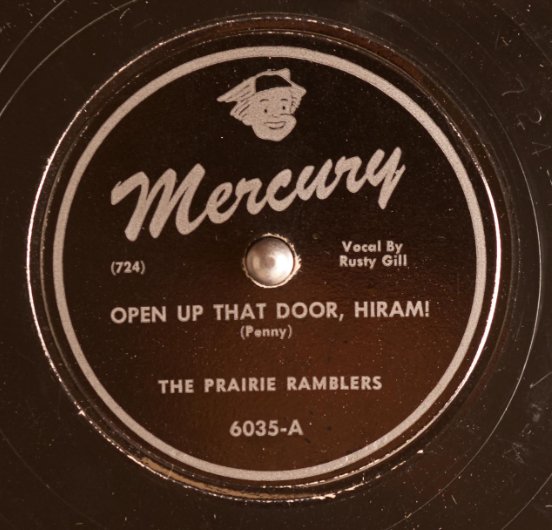 Mercury
(724)
Vocal By
Rusty Gill
OPEN UP THAT DOOR, HIRAM!
(Penny)
THE PRAIRIE RAMBLERS
6035-A